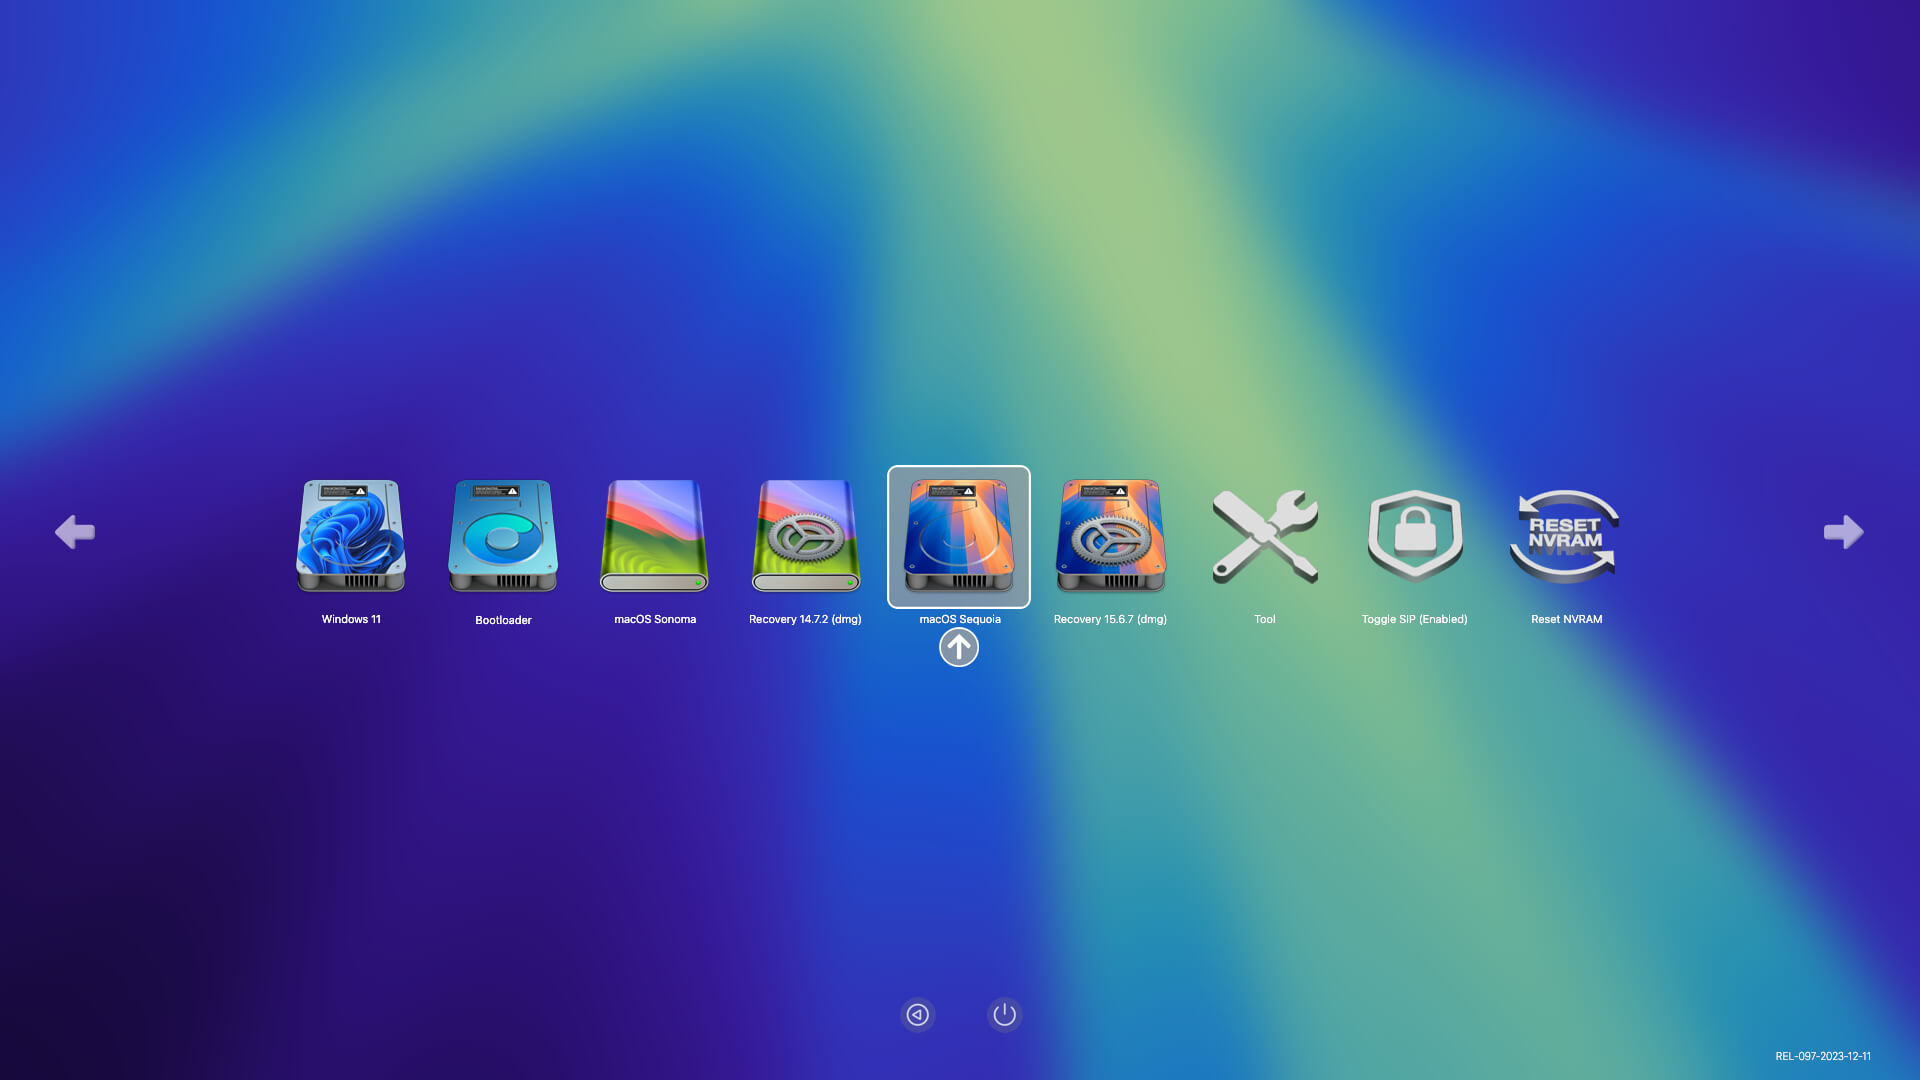 Windows 11
Bootloader
macOS Sonoma
Recovery 14.7.2 (dmg)
macOS Sequoia
Recovery 15.6.7 (dmg)
Tool
Toggle SIP (Enabled)
RESET
NVRAM
Reset NVRAM
REL-097-2023-12-11